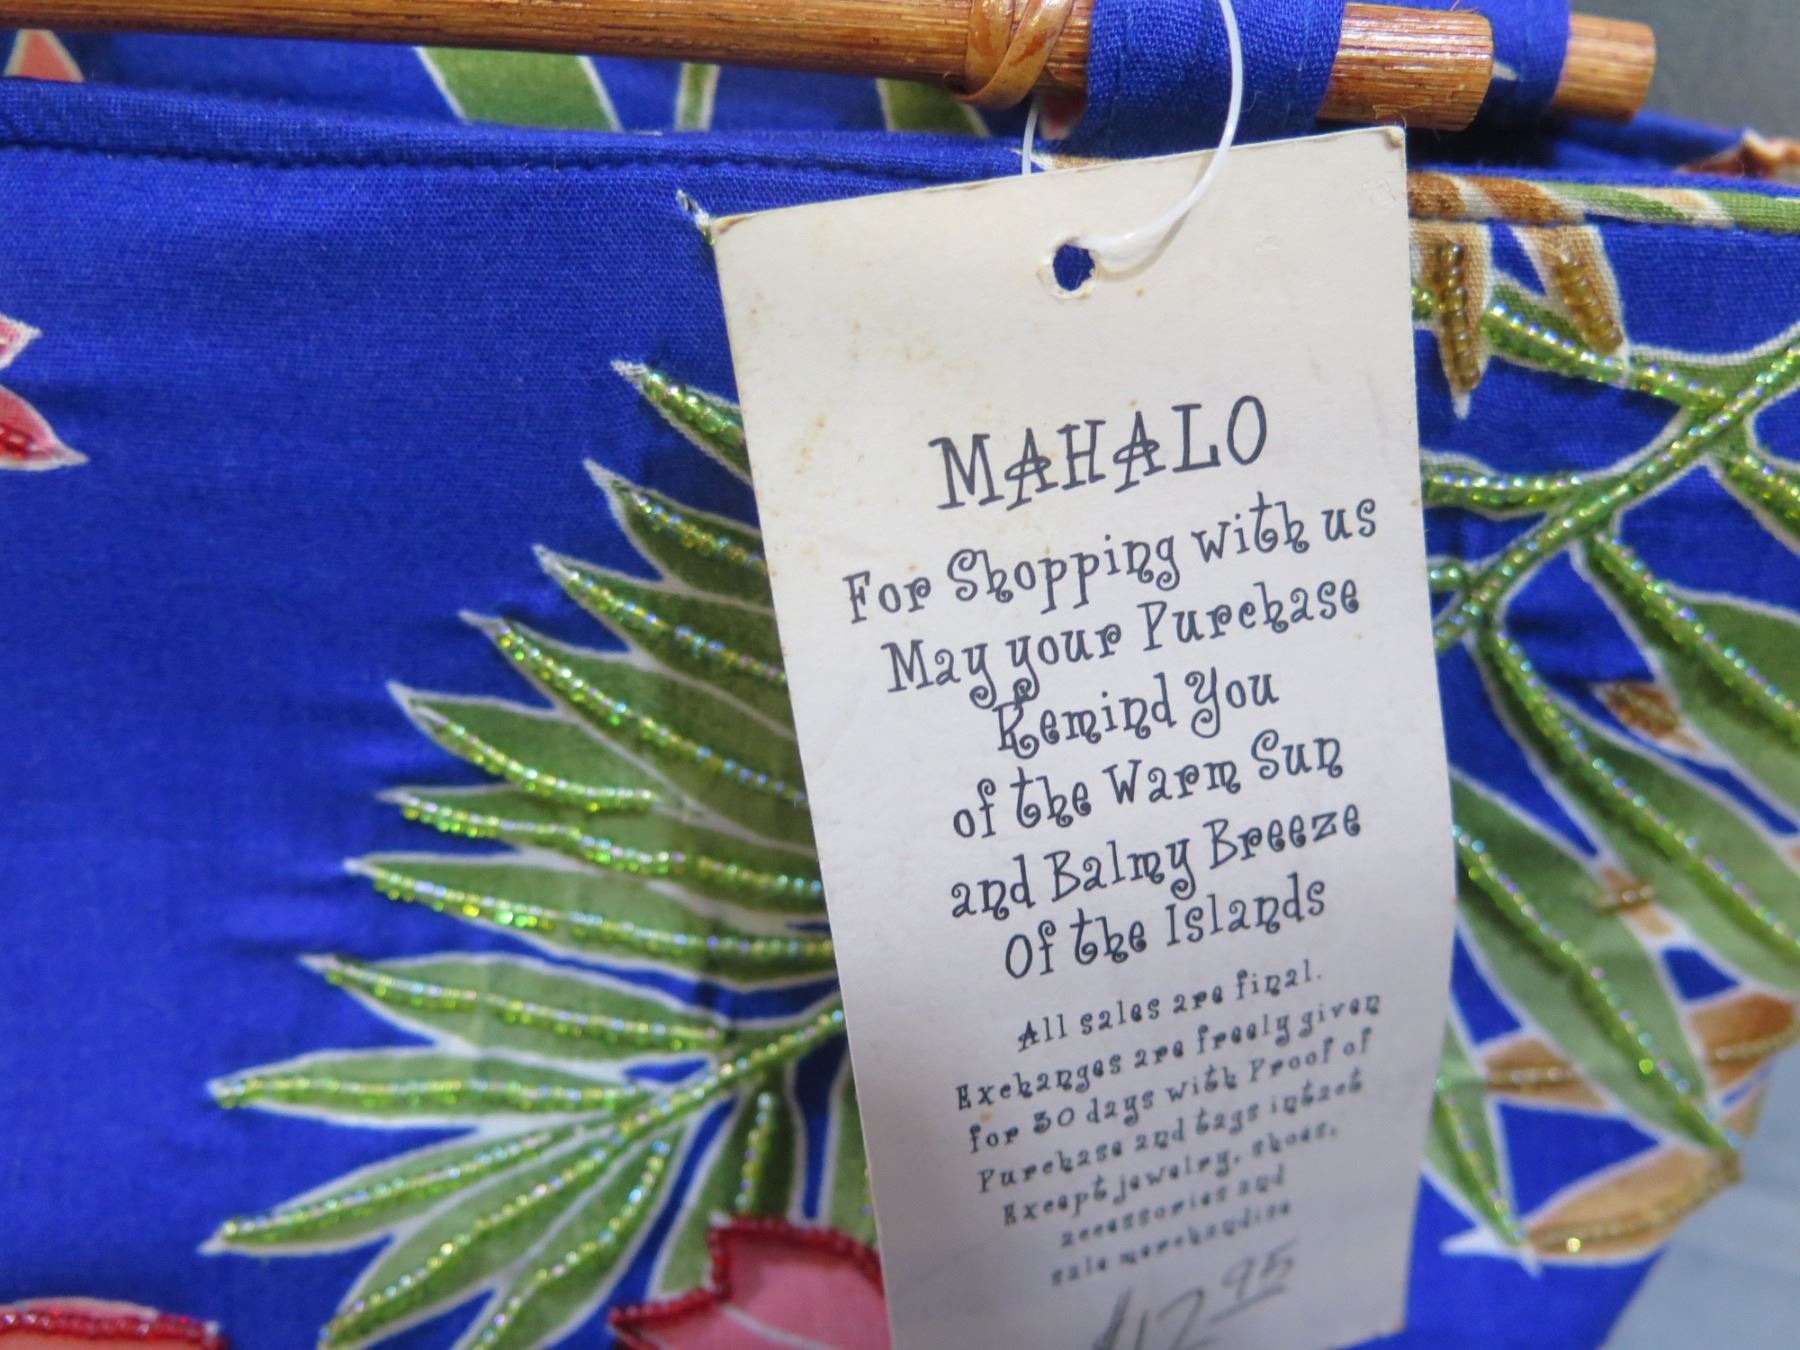 MAHALO
For Shopping with us
May your Purchase
Remind You
of the Warm Sun
and Balmy Breeze
Of the Islands
All sales are final.
Exchanges are freely given
for 30 days with Proof of
Purchase and tags intact
Except jewelry, shoes,
accessories and
sale merchandise
$12 95